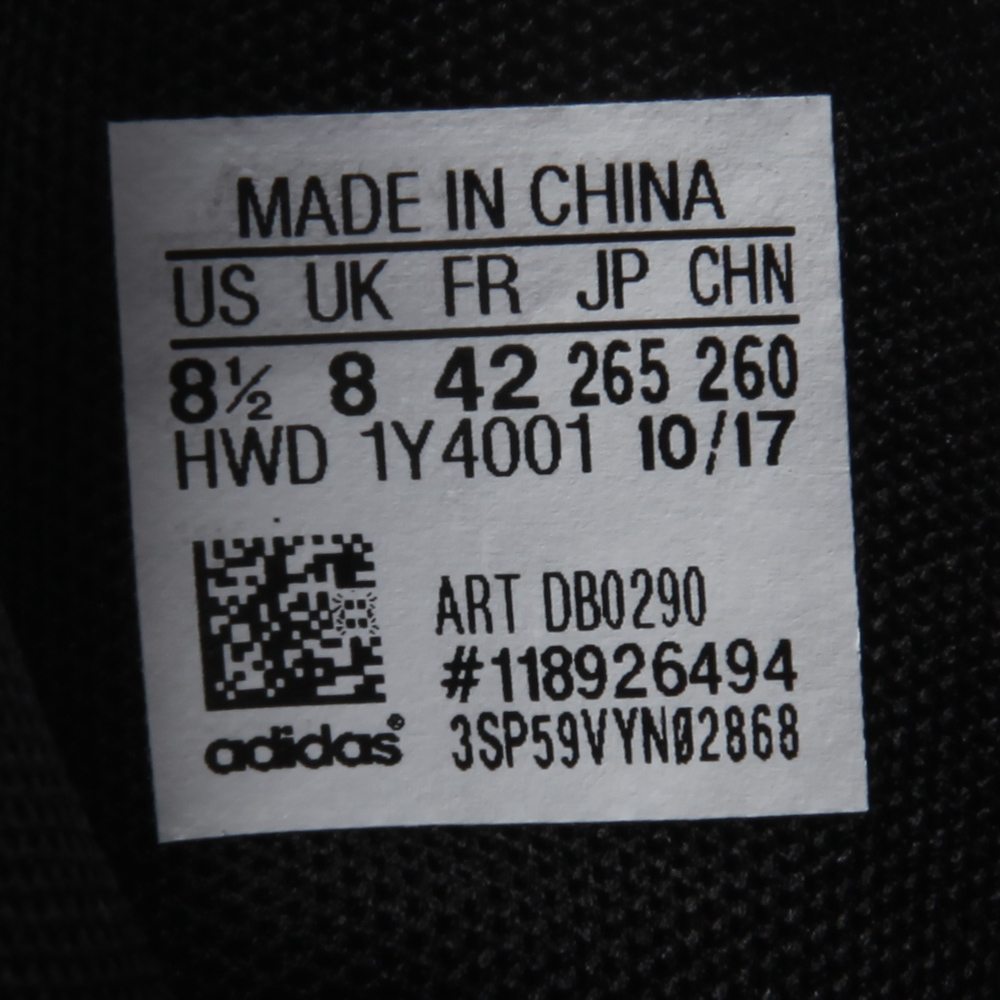 MADE IN CHINA
US UK FR JP CHN
8½ 8 42 265 260
HWD 1Y4001 10/17
ART DB0290
#118926494
adidas® 3SP59VYNØ2868